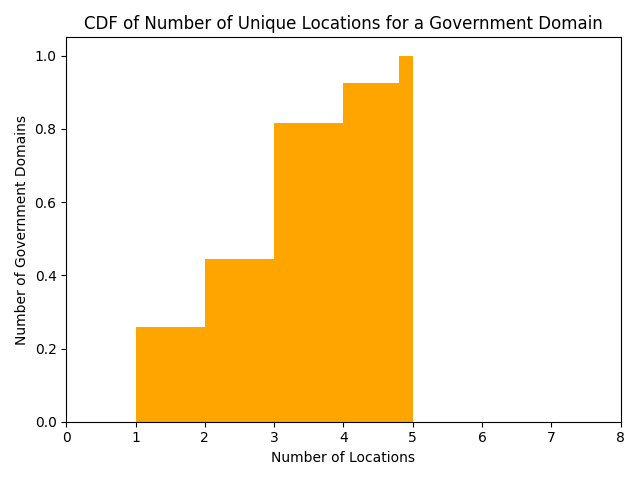 CDF of Number of Unique Locations for a Government Domain
Number of Government Domains
1.0
0.8
0.6
0.4
0.2
0.0
0 1 2 3 4 5 6 7 8
Number of Locations